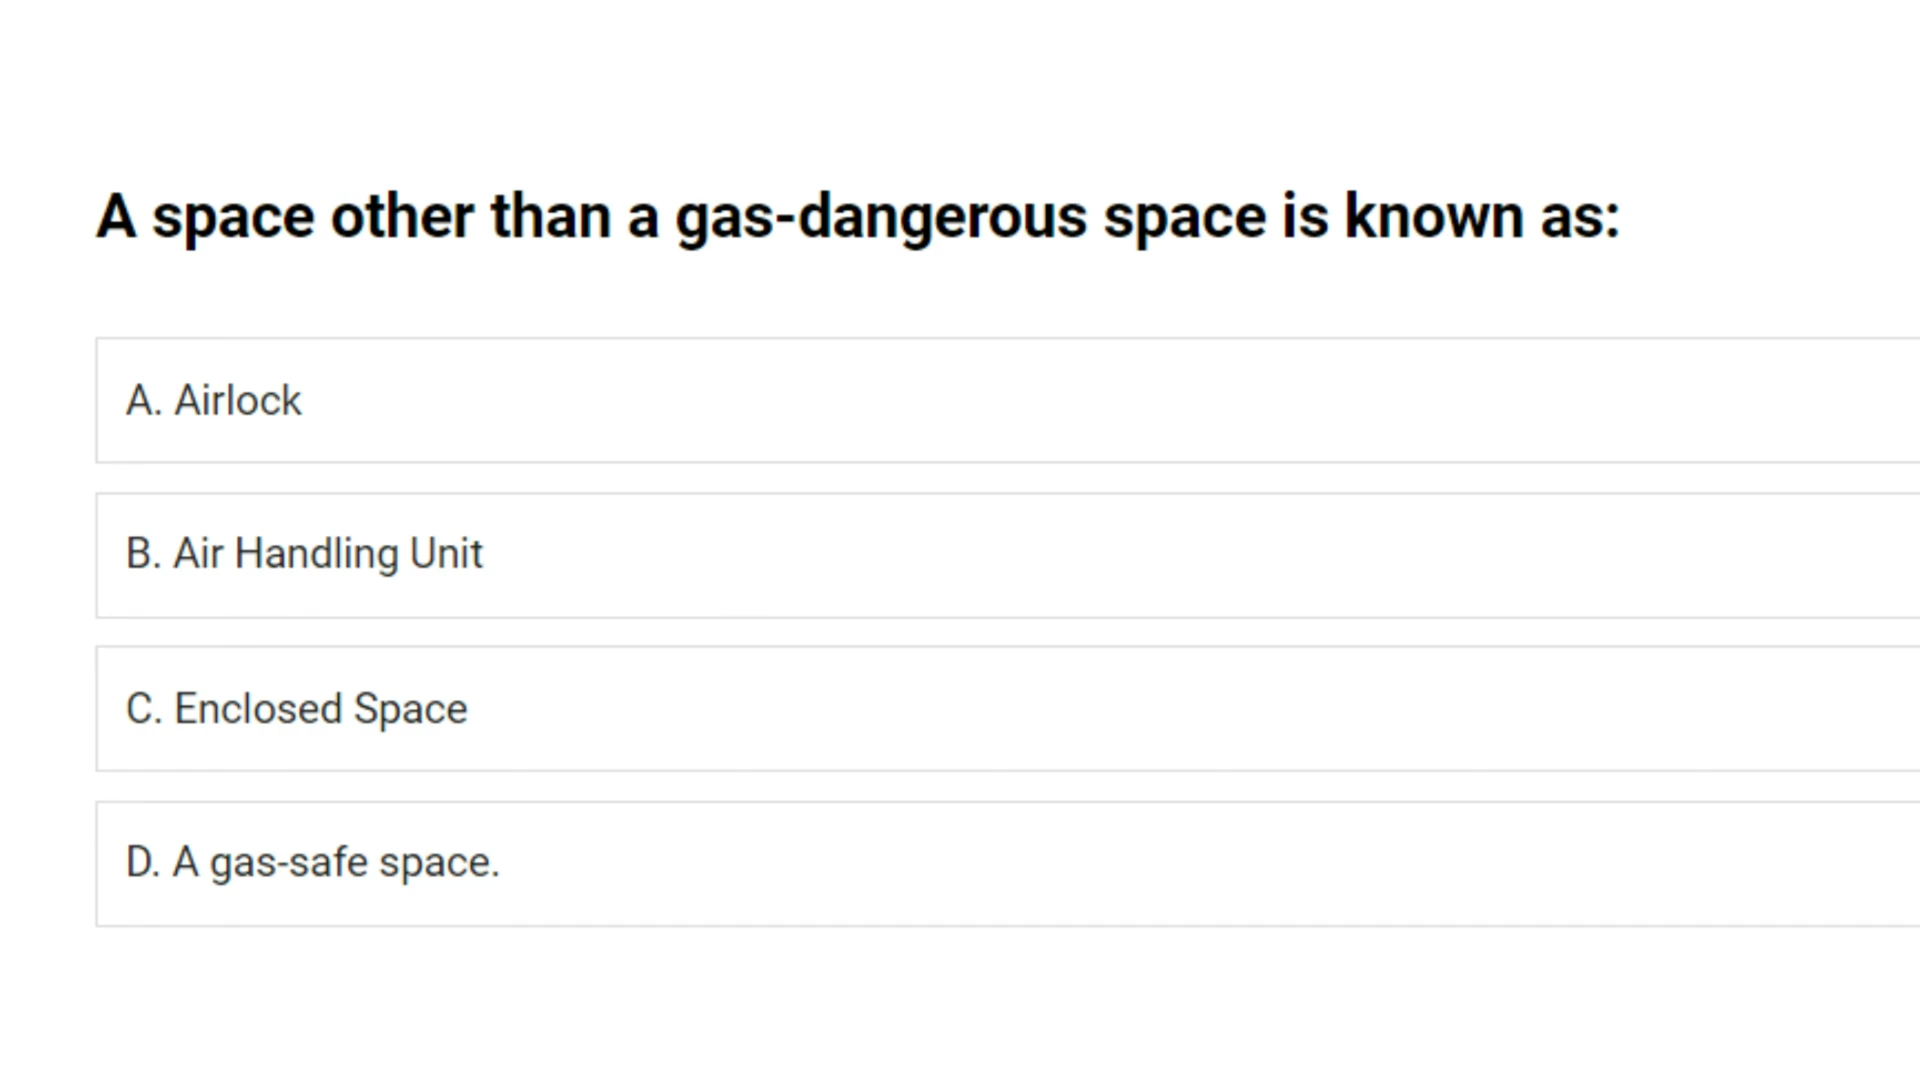 A space other than a gas-dangerous space is known as:
A. Airlock
B. Air Handling Unit
C. Enclosed Space
D. A gas-safe space.